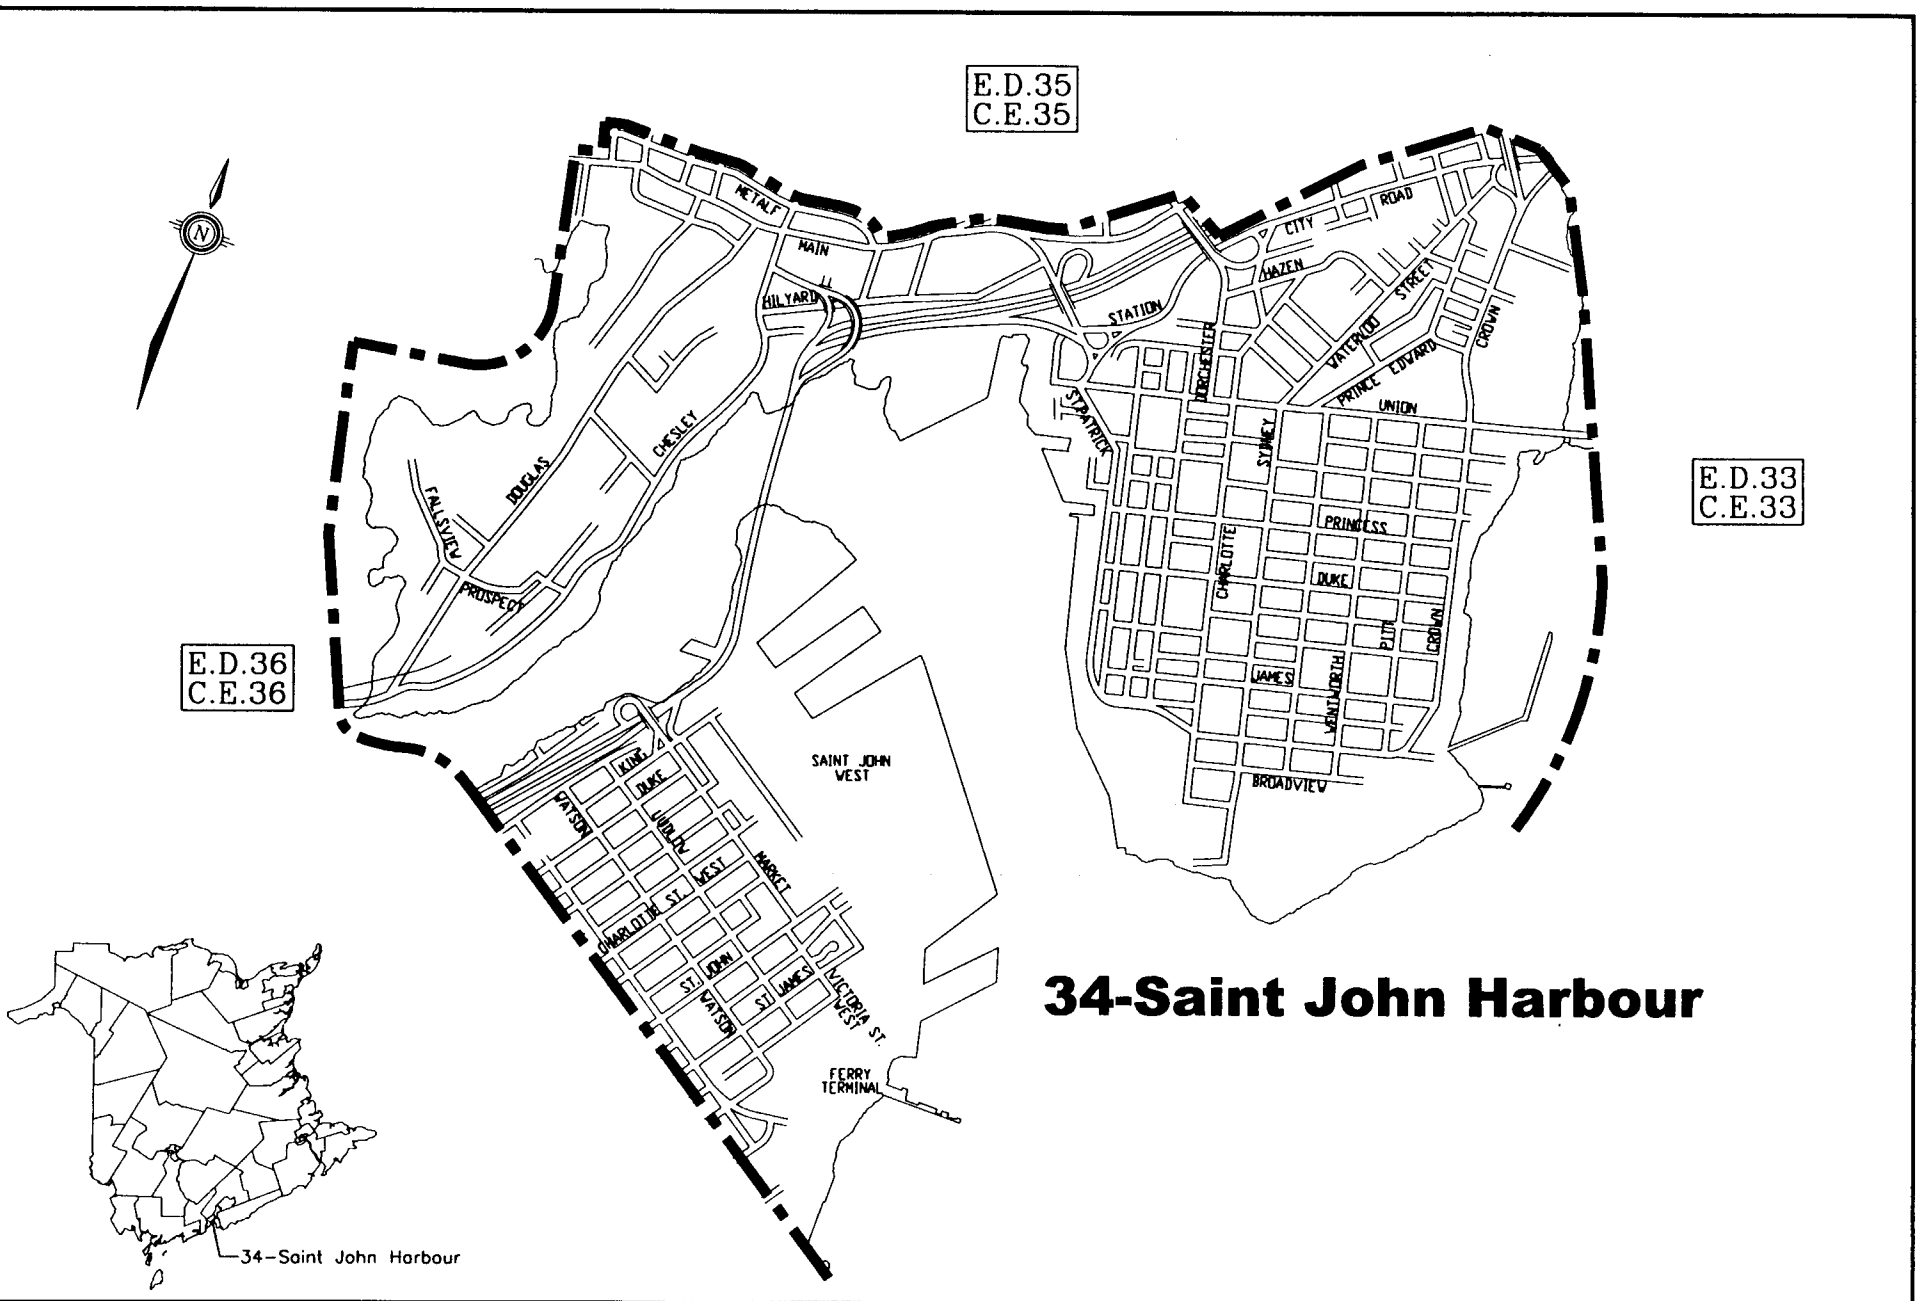 E.D.35
C.E.35
N
METALF
MAIN
HILYARD
CITY
ROAD
HAZEN
STATION
STREET
WATERLOO
PRINCE EDWARD
CROWN
DORCHESTER
ST.PATRICK
UNION
SYDNEY
CHESLEY
DOUGLAS
FALLSVIEW
PROSPECT
E.D.33
C.E.33
PRINCESS
CHARLOTTE
DUKE
PITT
CROWN
JAMES
WENTWORTH
BROADVIEW
E.D.36
C.E.36
SAINT JOHN
WEST
KING
DUKE
WATSON
LUDLOW
MARKET
CHARLOTTE ST. WEST
ST. JOHN
ST. JAMES
WATSON
VICTORIA ST.
WEST
FERRY
TERMINAL
34-Saint John Harbour
34-Saint John Harbour